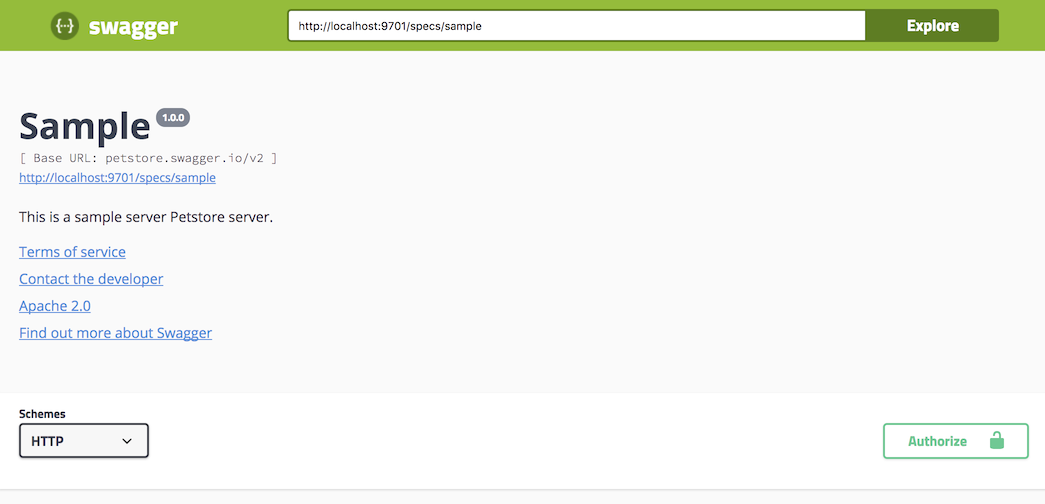 {···} swagger
http://localhost:9701/specs/sample
Explore
Sample 1.0.0
[ Base URL: petstore.swagger.io/v2 ]
http://localhost:9701/specs/sample
This is a sample server Petstore server.
Terms of service
Contact the developer
Apache 2.0
Find out more about Swagger
Schemes
HTTP
Authorize